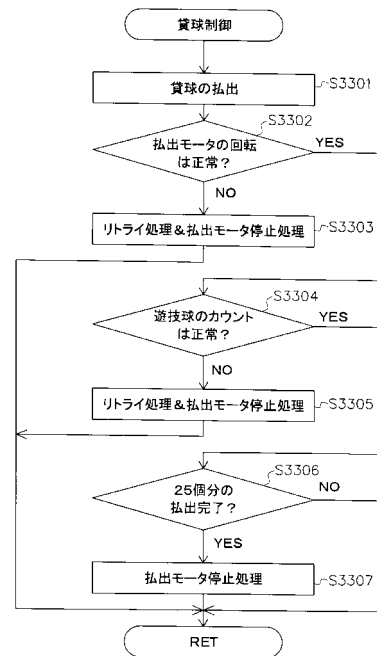 貸球制御
貸球の払出
S3301
払出モータの回転
は正常?
S3302
YES
NO
リトライ処理&払出モータ停止処理
S3303
遊技球のカウント
は正常?
S3304
YES
NO
リトライ処理&払出モータ停止処理
S3305
25個分の
払出完了?
S3306
NO
YES
払出モータ停止処理
S3307
RET